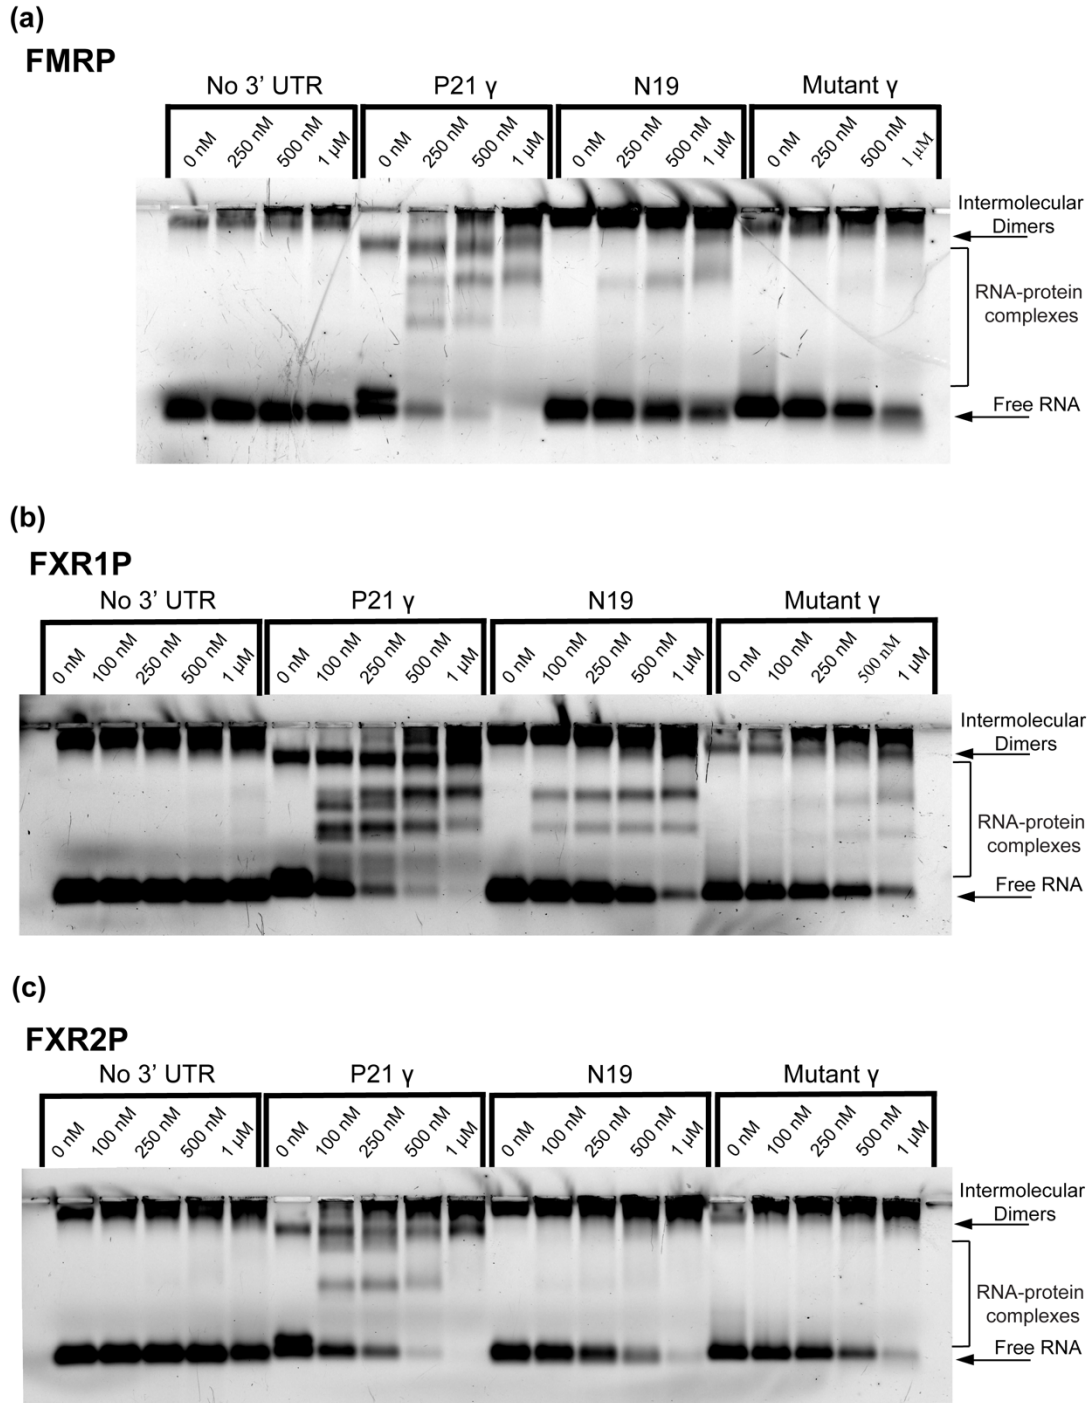 (a)
FMRP
No 3' UTR P21 γ N19 Mutant γ
0 nM 250 nM 500 nM 1 µM 0 nM 250 nM 500 nM 1 µM 0 nM 250 nM 500 nM 1 µM 0 nM 250 nM 500 nM 1 µM
Intermolecular
Dimers
RNA-protein
complexes
Free RNA
(b)
FXR1P
No 3' UTR P21 γ N19 Mutant γ
0 nM 100 nM 250 nM 500 nM 1 µM 0 nM 100 nM 250 nM 500 nM 1 µM 0 nM 100 nM 250 nM 500 nM 1 µM 0 nM 100 nM 250 nM 500 nM 1 µM
Intermolecular
Dimers
RNA-protein
complexes
Free RNA
(c)
FXR2P
No 3' UTR P21 γ N19 Mutant γ
0 nM 100 nM 250 nM 500 nM 1 µM 0 nM 100 nM 250 nM 500 nM 1 µM 0 nM 100 nM 250 nM 500 nM 1 µM 0 nM 100 nM 250 nM 500 nM 1 µM
Intermolecular
Dimers
RNA-protein
complexes
Free RNA